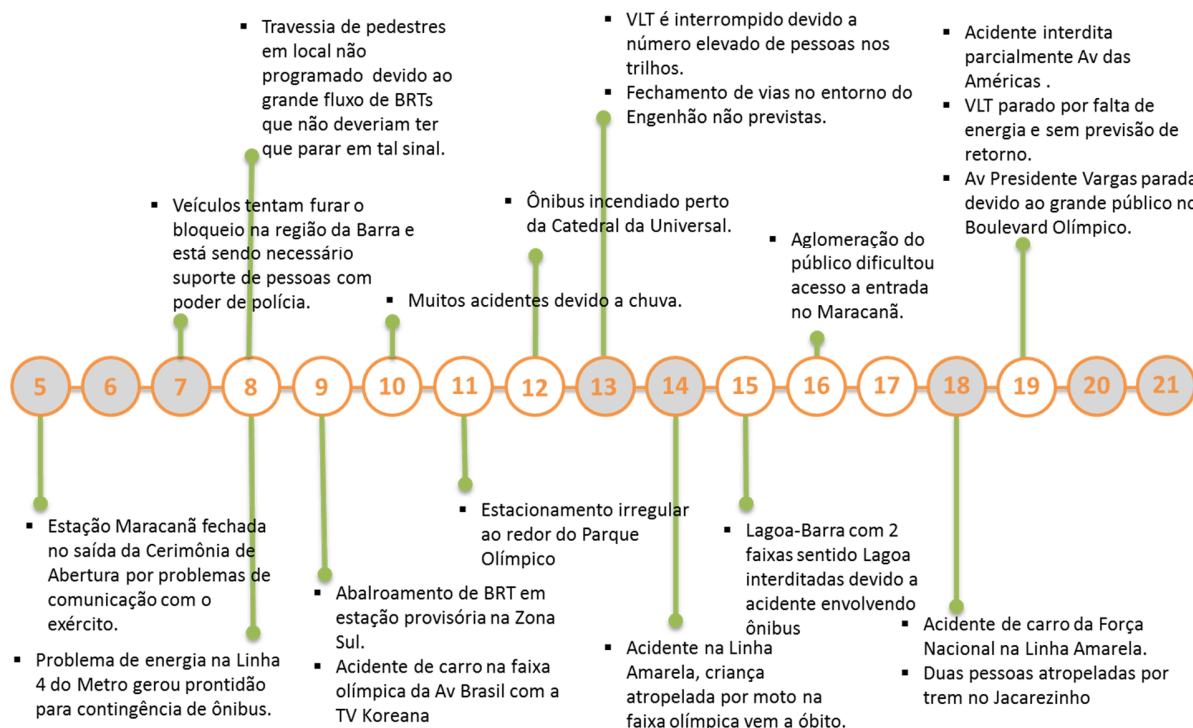 ▪ Travessia de pedestres
em local não
programado devido ao
grande fluxo de BRTs
que não deveriam ter
que parar em tal sinal.
▪ VLT é interrompido devido a
número elevado de pessoas nos
trilhos.
▪ Fechamento de vias no entorno do
Engenhão não previstas.
▪ Acidente interdita
parcialmente Av das
Américas .
▪ VLT parado por falta de
energia e sem previsão de
retorno.
▪ Av Presidente Vargas parada
devido ao grande público no
Boulevard Olímpico.
▪ Veículos tentam furar o
bloqueio na região da Barra e
está sendo necessário
suporte de pessoas com
poder de polícia.
▪ Muitos acidentes devido a chuva.
▪ Ônibus incendiado perto
da Catedral da Universal.
▪ Aglomeração do
público dificultou
acesso a entrada
no Maracanã.
5 6 7 8 9 10 11 12 13 14 15 16 17 18 19 20 21
▪ Estação Maracanã fechada
no saída da Cerimônia de
Abertura por problemas de
comunicação com o
exército.
▪ Problema de energia na Linha
4 do Metro gerou prontidão
para contingência de ônibus.
▪ Abalroamento de BRT em
estação provisória na Zona
Sul.
▪ Acidente de carro na faixa
olímpica da Av Brasil com a
TV Koreana
▪ Estacionamento irregular
ao redor do Parque
Olímpico
▪ Acidente na Linha
Amarela, criança
atropelada por moto na
faixa olímpica vem a óbito.
▪ Lagoa-Barra com 2
faixas sentido Lagoa
interditadas devido a
acidente envolvendo
ônibus
▪ Acidente de carro da Força
Nacional na Linha Amarela.
▪ Duas pessoas atropeladas por
trem no Jacarezinho